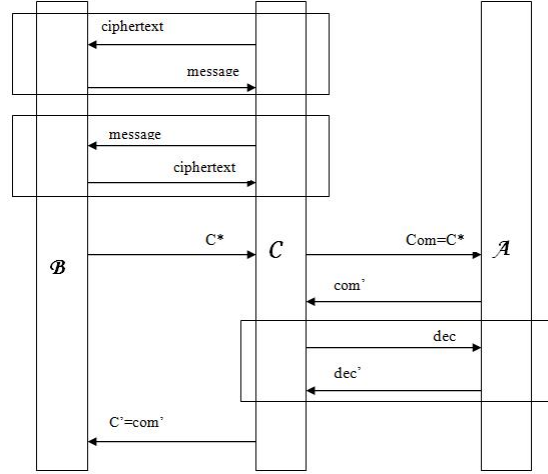 ciphertext
message
message
ciphertext
C*
Com=C*
B
C
A
com'
dec
dec'
C'=com'